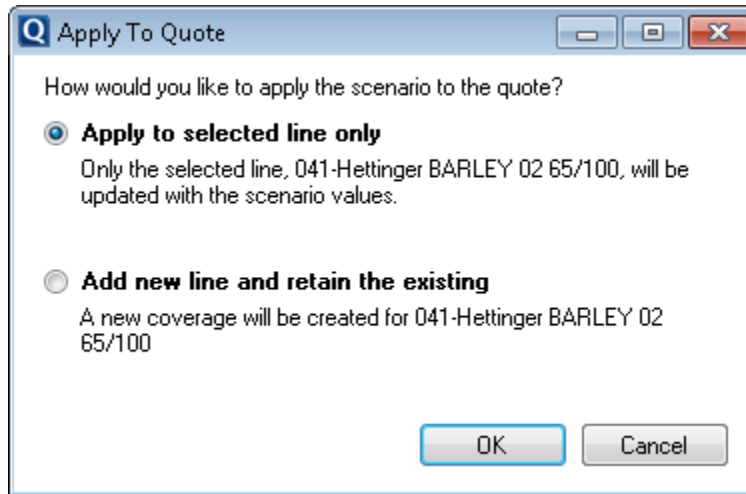 Q Apply To Quote
How would you like to apply the scenario to the quote?
Apply to selected line only
Only the selected line, 041-Hettinger BARLEY 02 65/100, will be
updated with the scenario values.
Add new line and retain the existing
A new coverage will be created for 041-Hettinger BARLEY 02
65/100
OK Cancel